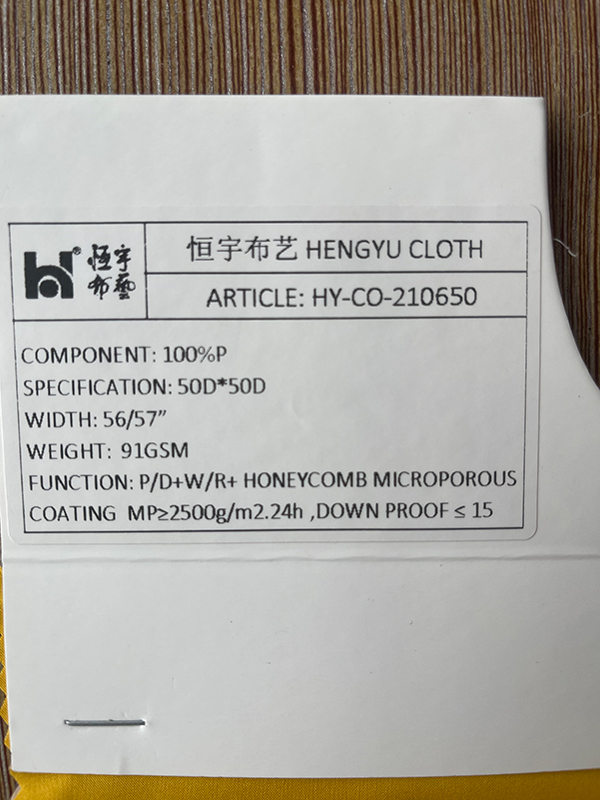 恒宇
布藝
®
恒宇布艺 HENGYU CLOTH
ARTICLE: HY-CO-210650
COMPONENT: 100%P
SPECIFICATION: 50D*50D
WIDTH: 56/57”
WEIGHT: 91GSM
FUNCTION: P/D+W/R+ HONEYCOMB MICROPOROUS
COATING MP≥2500g/m2.24h ,DOWN PROOF ≤ 15